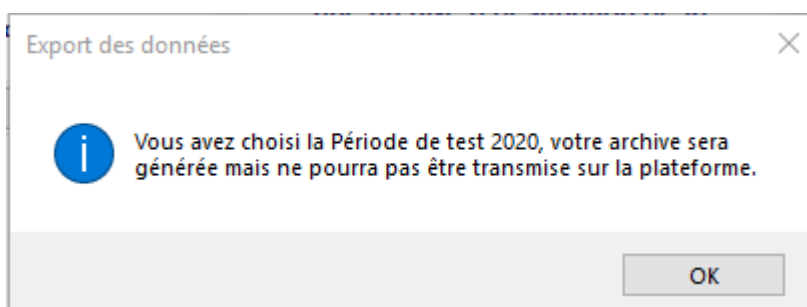 Export des données
Vous avez choisi la Période de test 2020, votre archive sera
générée mais ne pourra pas être transmise sur la plateforme.
OK